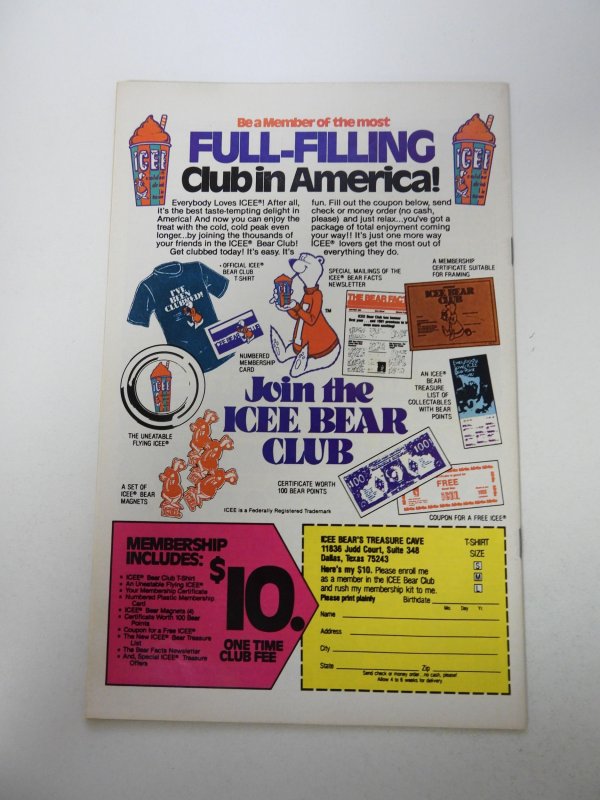 Be a Member of the most
FULL-FILLING
Club in America!
ICEE
ICEE
Everybody Loves ICEE®! After all,
it's the best taste-tempting delight in
America! And now you can enjoy the
treat with the cold, cold peak even
longer...by joining the thousands of
your friends in the ICEE® Bear Club!
Get clubbed today! It's easy. It's
fun. Fill out the coupon below, send
check or money order (no cash,
please) and just relax...you've got a
package of total enjoyment coming
your way!! It's just one more way
ICEE® lovers get the most out of
everything they do.
• OFFICIAL ICEE®
BEAR CLUB
T-SHIRT
SPECIAL MAILINGS OF THE
ICEE® BEAR FACTS
NEWSLETTER
A MEMBERSHIP
CERTIFICATE SUITABLE
FOR FRAMING
I'VE
BEEN
CLUBBED!
THE BEAR FACTS
ICEE BEAR
CLUB
TM
NUMBERED
MEMBERSHIP
CARD
ICEE
AN ICEE®
BEAR
TREASURE
LIST OF
COLLECTABLES
WITH BEAR
POINTS
Join the
ICEE BEAR
CLUB
THE UNEATABLE
FLYING ICEE®
100
100
FREE
A SET OF
ICEE® BEAR
MAGNETS
CERTIFICATE WORTH
100 BEAR POINTS
ICEE is a Federally Registered Trademark
COUPON FOR A FREE ICEE®
MEMBERSHIP
INCLUDES:
• ICEE® Bear Club T-Shirt
• An Uneatable Flying ICEE®
• Your Membership Certificate
• Numbered Plastic Membership
Card
• ICEE® Bear Magnets (4)
• Certificate Worth 100 Bear
Points
• Coupon for a Free ICEE®
• The New ICEE® Bear Treasure
List
• The Bear Facts Newsletter
• And, Special ICEE® Treasure
Offers
$10.
ONE TIME
CLUB FEE
ICEE BEAR'S TREASURE CAVE
11836 Judd Court, Suite 348
Dallas, Texas 75243
T-SHIRT
SIZE
S
M
L
Here's my $10. Please enroll me
as a member in the ICEE Bear Club
and rush my membership kit to me.
Please print plainly Birthdate
Mo. Day Yr.
Name
Address
City
State Zip
Send check or money order, no cash, please!
Allow 4 to 6 weeks for delivery